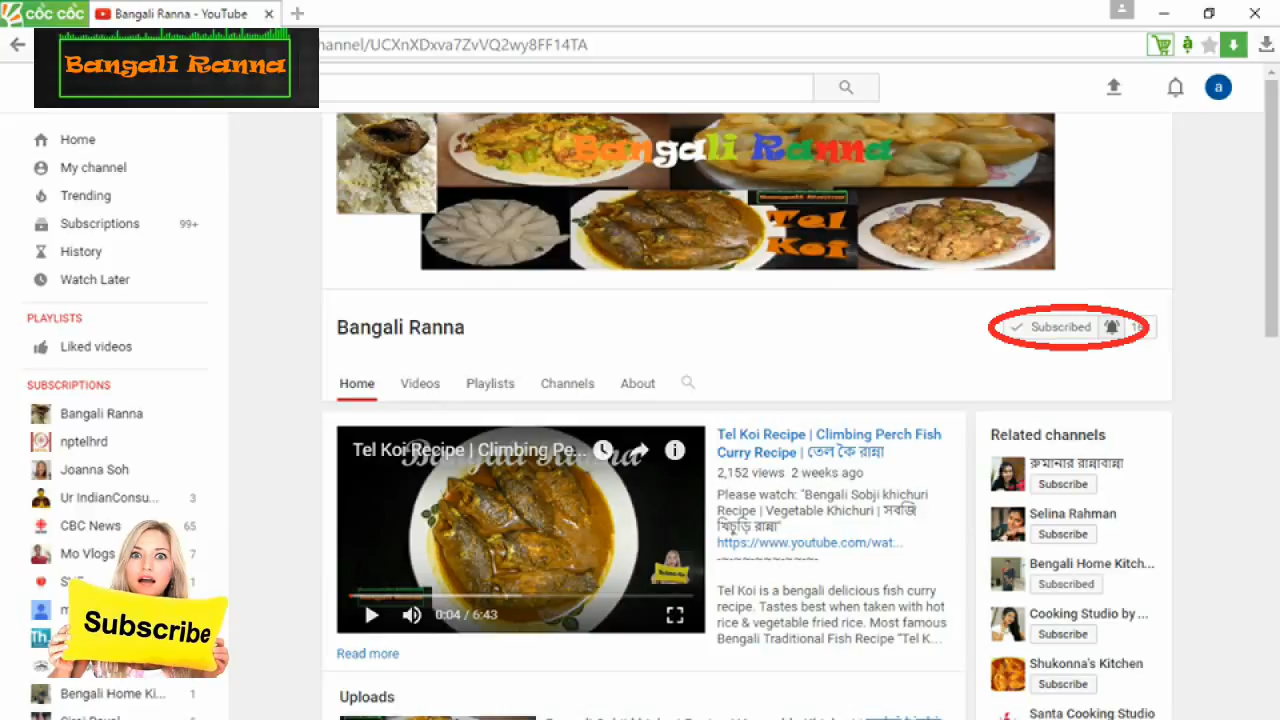 cốc cốc
Bangali Ranna - YouTube
Bangali Ranna
hannel/UCXnXDxva7ZvVQ2wy8FF14TA
a
Home
My channel
Trending
Subscriptions 99+
History
Watch Later
PLAYLISTS
Liked videos
SUBSCRIPTIONS
Bangali Ranna
nptelhrd
Joanna Soh
Ur IndianConsu... 3
CBC News 65
Mo Vlogs 7
1
Th
Subscribe
Bengali Home Ki... 1
Bangali Ranna
Tel
Koi
Bangali Ranna
Subscribed
Home Videos Playlists Channels About
Tel Koi Recipe | Climbing Pe...
0:04 / 6:43
Read more
Tel Koi Recipe | Climbing Perch Fish
Curry Recipe | তেল কৈ রান্না
2,152 views 2 weeks ago
Please watch: "Bengali Sobji khichuri
Recipe | Vegetable Khichuri | সবজি
খিচুড়ি রান্না"
https://www.youtube.com/wat...
Tel Koi is a bengali delicious fish curry
recipe. Tastes best when taken with hot
rice & vegetable fried rice. Most famous
Bengali Traditional Fish Recipe "Tel K...
Uploads
Related channels
রুমানার রান্নাবান্না
Subscribe
Selina Rahman
Subscribe
Bengali Home Kitch...
Subscribed
Cooking Studio by ...
Subscribe
Shukonna's Kitchen
Subscribe
Santa Cooking Studio